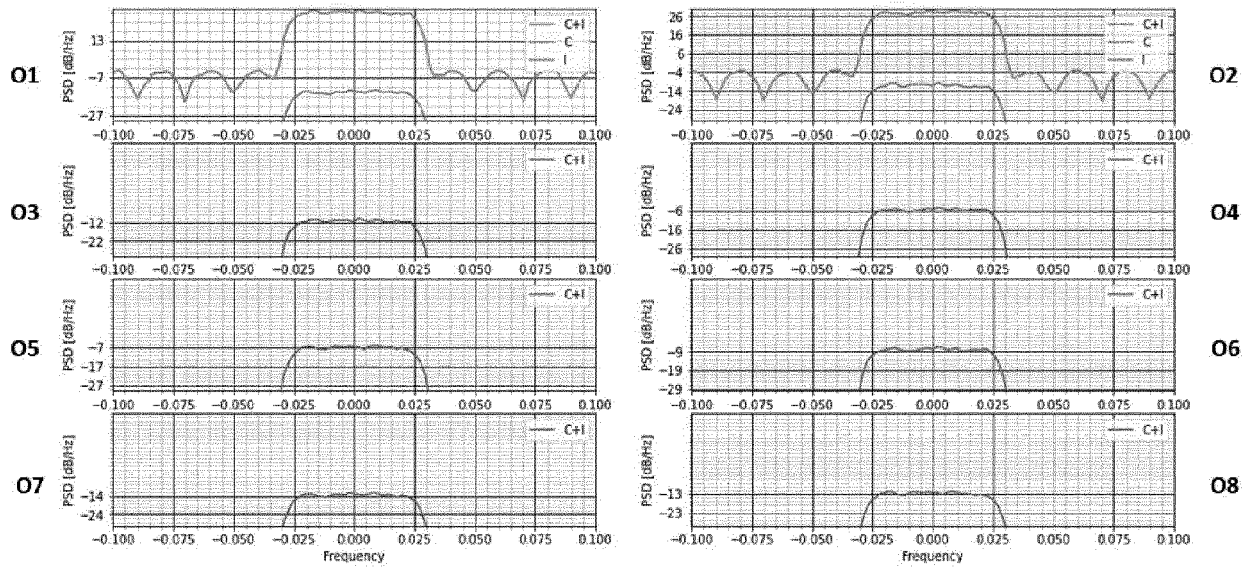 O1
PSD [dB/Hz]
13
−7
−27
C+I
C
I
−0.100 −0.075 −0.050 −0.025 0.000 0.025 0.050 0.075 0.100
O2
PSD [dB/Hz]
26
16
6
−4
−14
−24
C+I
C
I
−0.100 −0.075 −0.050 −0.025 0.000 0.025 0.050 0.075 0.100
O3
PSD [dB/Hz]
−12
−22
C+I
−0.100 −0.075 −0.050 −0.025 0.000 0.025 0.050 0.075 0.100
O4
PSD [dB/Hz]
−6
−16
−26
C+I
−0.100 −0.075 −0.050 −0.025 0.000 0.025 0.050 0.075 0.100
O5
PSD [dB/Hz]
−7
−17
−27
C+I
−0.100 −0.075 −0.050 −0.025 0.000 0.025 0.050 0.075 0.100
O6
PSD [dB/Hz]
−9
−19
−29
C+I
−0.100 −0.075 −0.050 −0.025 0.000 0.025 0.050 0.075 0.100
O7
PSD [dB/Hz]
−14
−24
C+I
−0.100 −0.075 −0.050 −0.025 0.000 0.025 0.050 0.075 0.100
Frequency
O8
PSD [dB/Hz]
−13
−23
C+I
−0.100 −0.075 −0.050 −0.025 0.000 0.025 0.050 0.075 0.100
Frequency